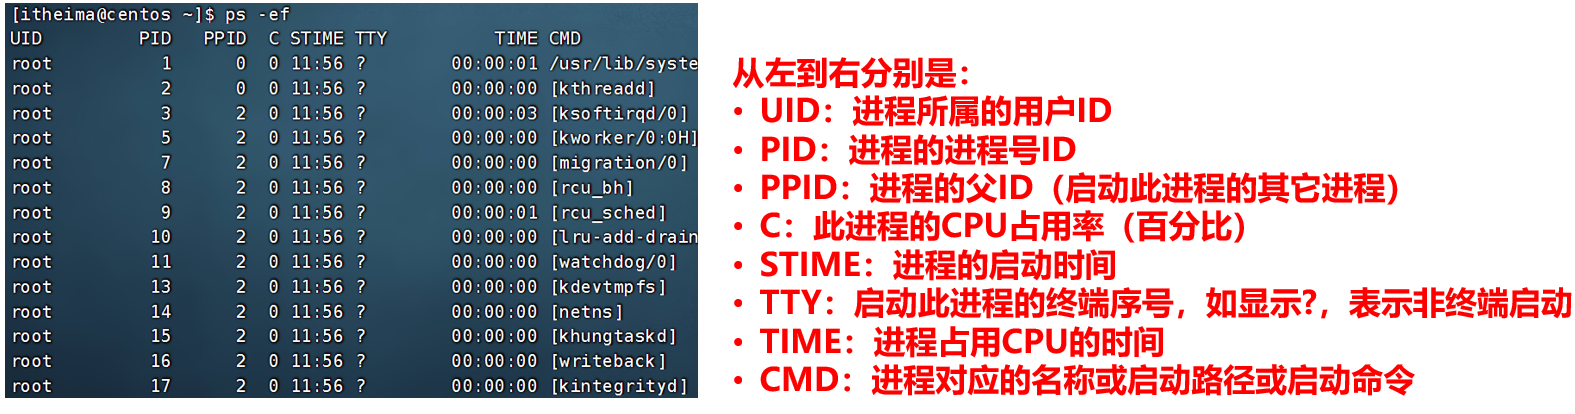 [itheima@centos ~]$ ps -ef
UID PID PPID C STIME TTY TIME CMD
root 1 0 0 11:56 ? 00:00:01 /usr/lib/syste
root 2 0 0 11:56 ? 00:00:00 [kthreadd]
root 3 2 0 11:56 ? 00:00:03 [ksoftirqd/0]
root 5 2 0 11:56 ? 00:00:00 [kworker/0:0H]
root 7 2 0 11:56 ? 00:00:00 [migration/0]
root 8 2 0 11:56 ? 00:00:00 [rcu_bh]
root 9 2 0 11:56 ? 00:00:01 [rcu_sched]
root 10 2 0 11:56 ? 00:00:00 [lru-add-drain
root 11 2 0 11:56 ? 00:00:00 [watchdog/0]
root 13 2 0 11:56 ? 00:00:00 [kdevtmpfs]
root 14 2 0 11:56 ? 00:00:00 [netns]
root 15 2 0 11:56 ? 00:00:00 [khungtaskd]
root 16 2 0 11:56 ? 00:00:00 [writeback]
root 17 2 0 11:56 ? 00:00:00 [kintegrityd]
从左到右分别是：
• UID：进程所属的用户ID
• PID：进程的进程号ID
• PPID：进程的父ID（启动此进程的其它进程）
• C：此进程的CPU占用率（百分比）
• STIME：进程的启动时间
• TTY：启动此进程的终端序号，如显示?，表示非终端启动
• TIME：进程占用CPU的时间
• CMD：进程对应的名称或启动路径或启动命令